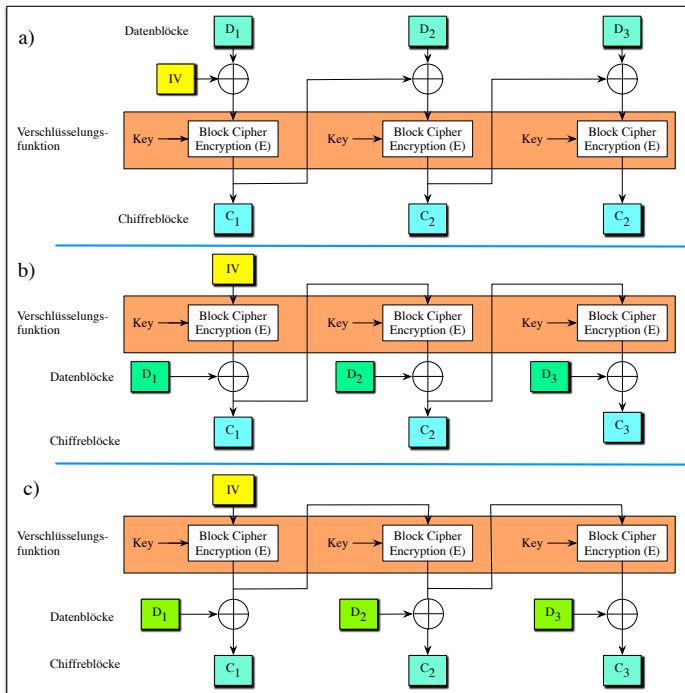 a)
Datenblöcke
D1
D2
D3
IV
Verschlüsselungs-
funktion
Key
Block Cipher
Encryption (E)
Key
Block Cipher
Encryption (E)
Key
Block Cipher
Encryption (E)
Chiffreblöcke
C1
C2
C2
b)
IV
Verschlüsselungs-
funktion
Key
Block Cipher
Encryption (E)
Key
Block Cipher
Encryption (E)
Key
Block Cipher
Encryption (E)
Datenblöcke
D1
D2
D3
Chiffreblöcke
C1
C2
C3
c)
IV
Verschlüsselungs-
funktion
Key
Block Cipher
Encryption (E)
Key
Block Cipher
Encryption (E)
Key
Block Cipher
Encryption (E)
Datenblöcke
D1
D2
D3
Chiffreblöcke
C1
C2
C3